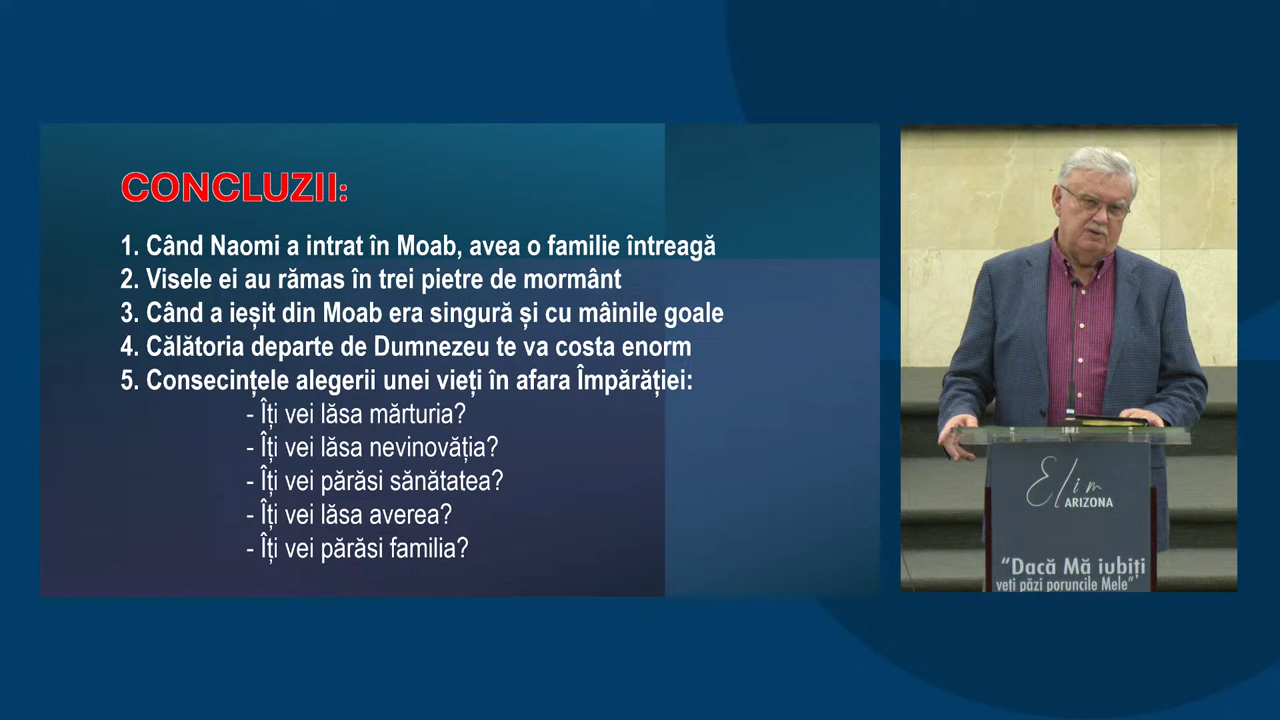 CONCLUZII:
1. Când Naomi a intrat în Moab, avea o familie întreagă
2. Visele ei au rămas în trei pietre de mormânt
3. Când a ieșit din Moab era singură și cu mâinile goale
4. Călătoria departe de Dumnezeu te va costa enorm
5. Consecințele alegerii unei vieți în afara Împărăției:
- Îți vei lăsa mărturia?
- Îți vei lăsa nevinovăția?
- Îți vei părăsi sănătatea?
- Îți vei lăsa averea?
- Îți vei părăsi familia?
Elim
ARIZONA
“Dacă Mă iubiți
veți păzi poruncile Mele”